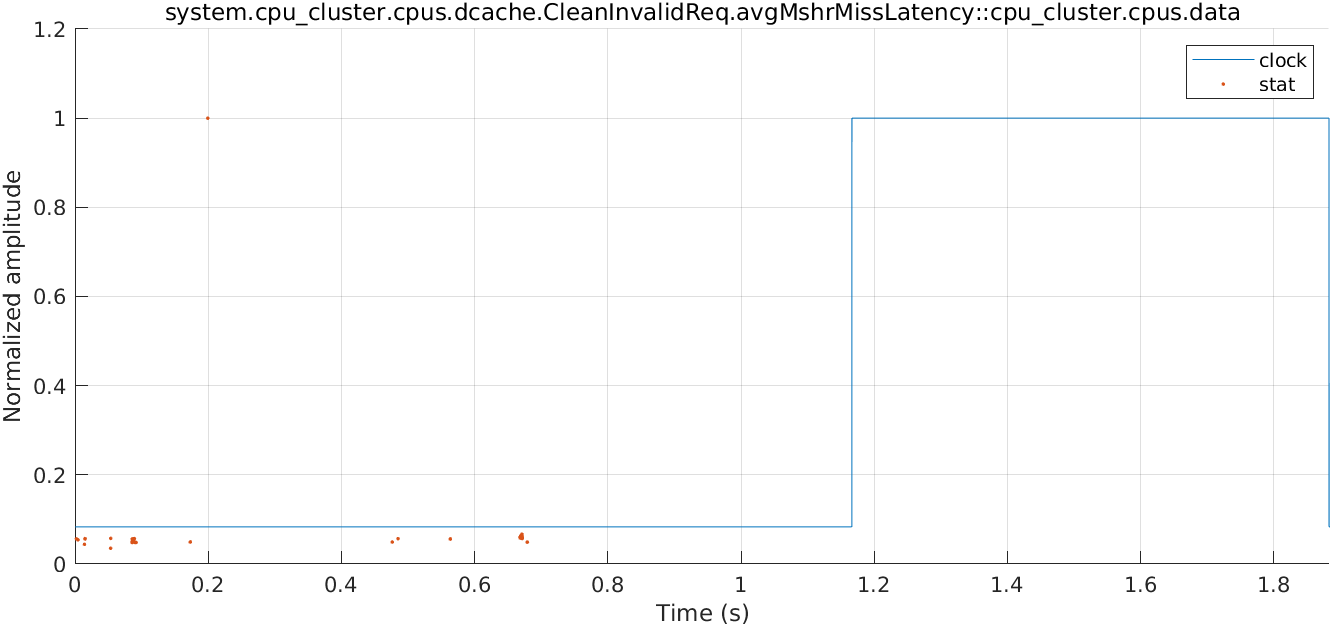 system.cpu_cluster.cpus.dcache.CleanInvalidReq.avgMshrMissLatency::cpu_cluster.cpus.data
1.2
1
0.8
0.6
0.4
0.2
0
Normalized amplitude
clock
stat
0 0.2 0.4 0.6 0.8 1 1.2 1.4 1.6 1.8
Time (s)